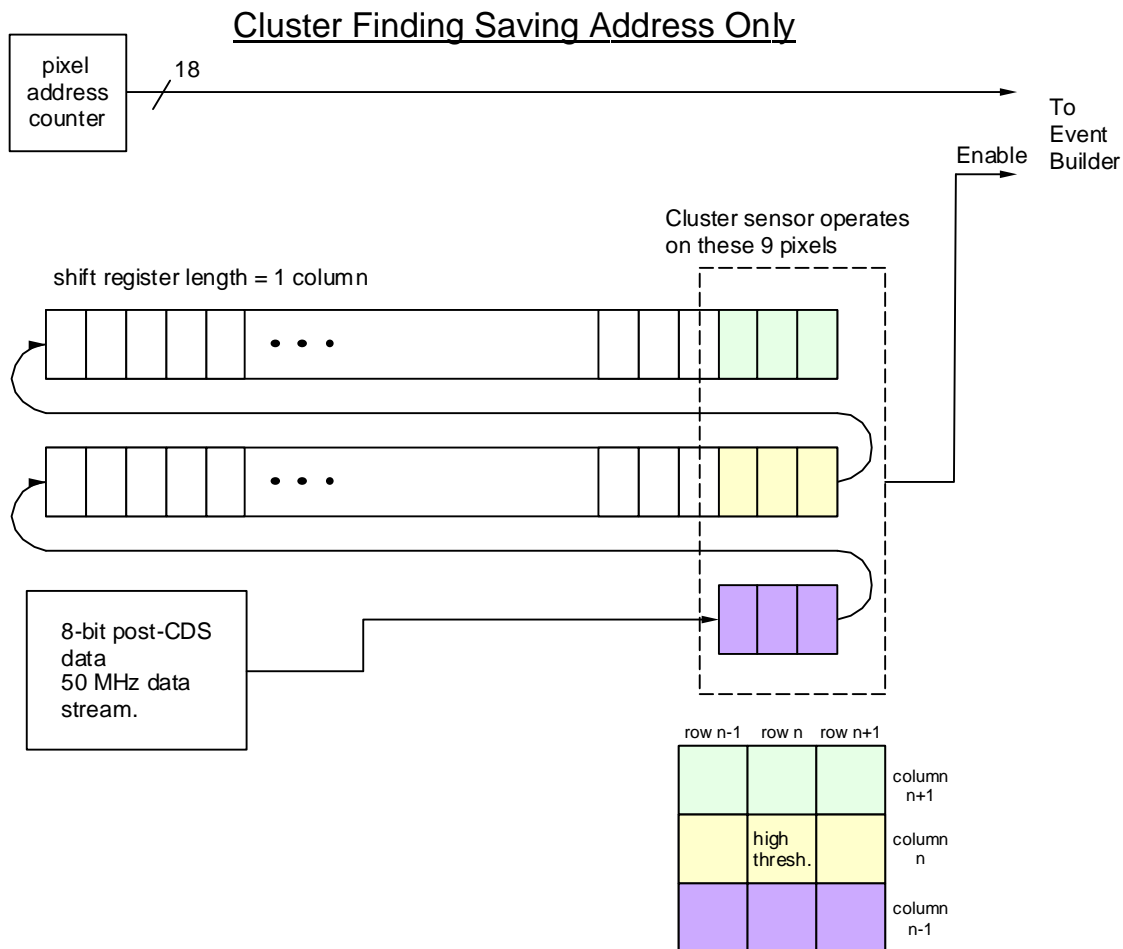 Cluster Finding Saving Address Only
pixel
address
counter
18
To
Event
Builder
Enable
Cluster sensor operates
on these 9 pixels
shift register length = 1 column
8-bit post-CDS
data
50 MHz data
stream.
row n-1 row n row n+1
column
n+1
high
thresh.
column
n
column
n-1